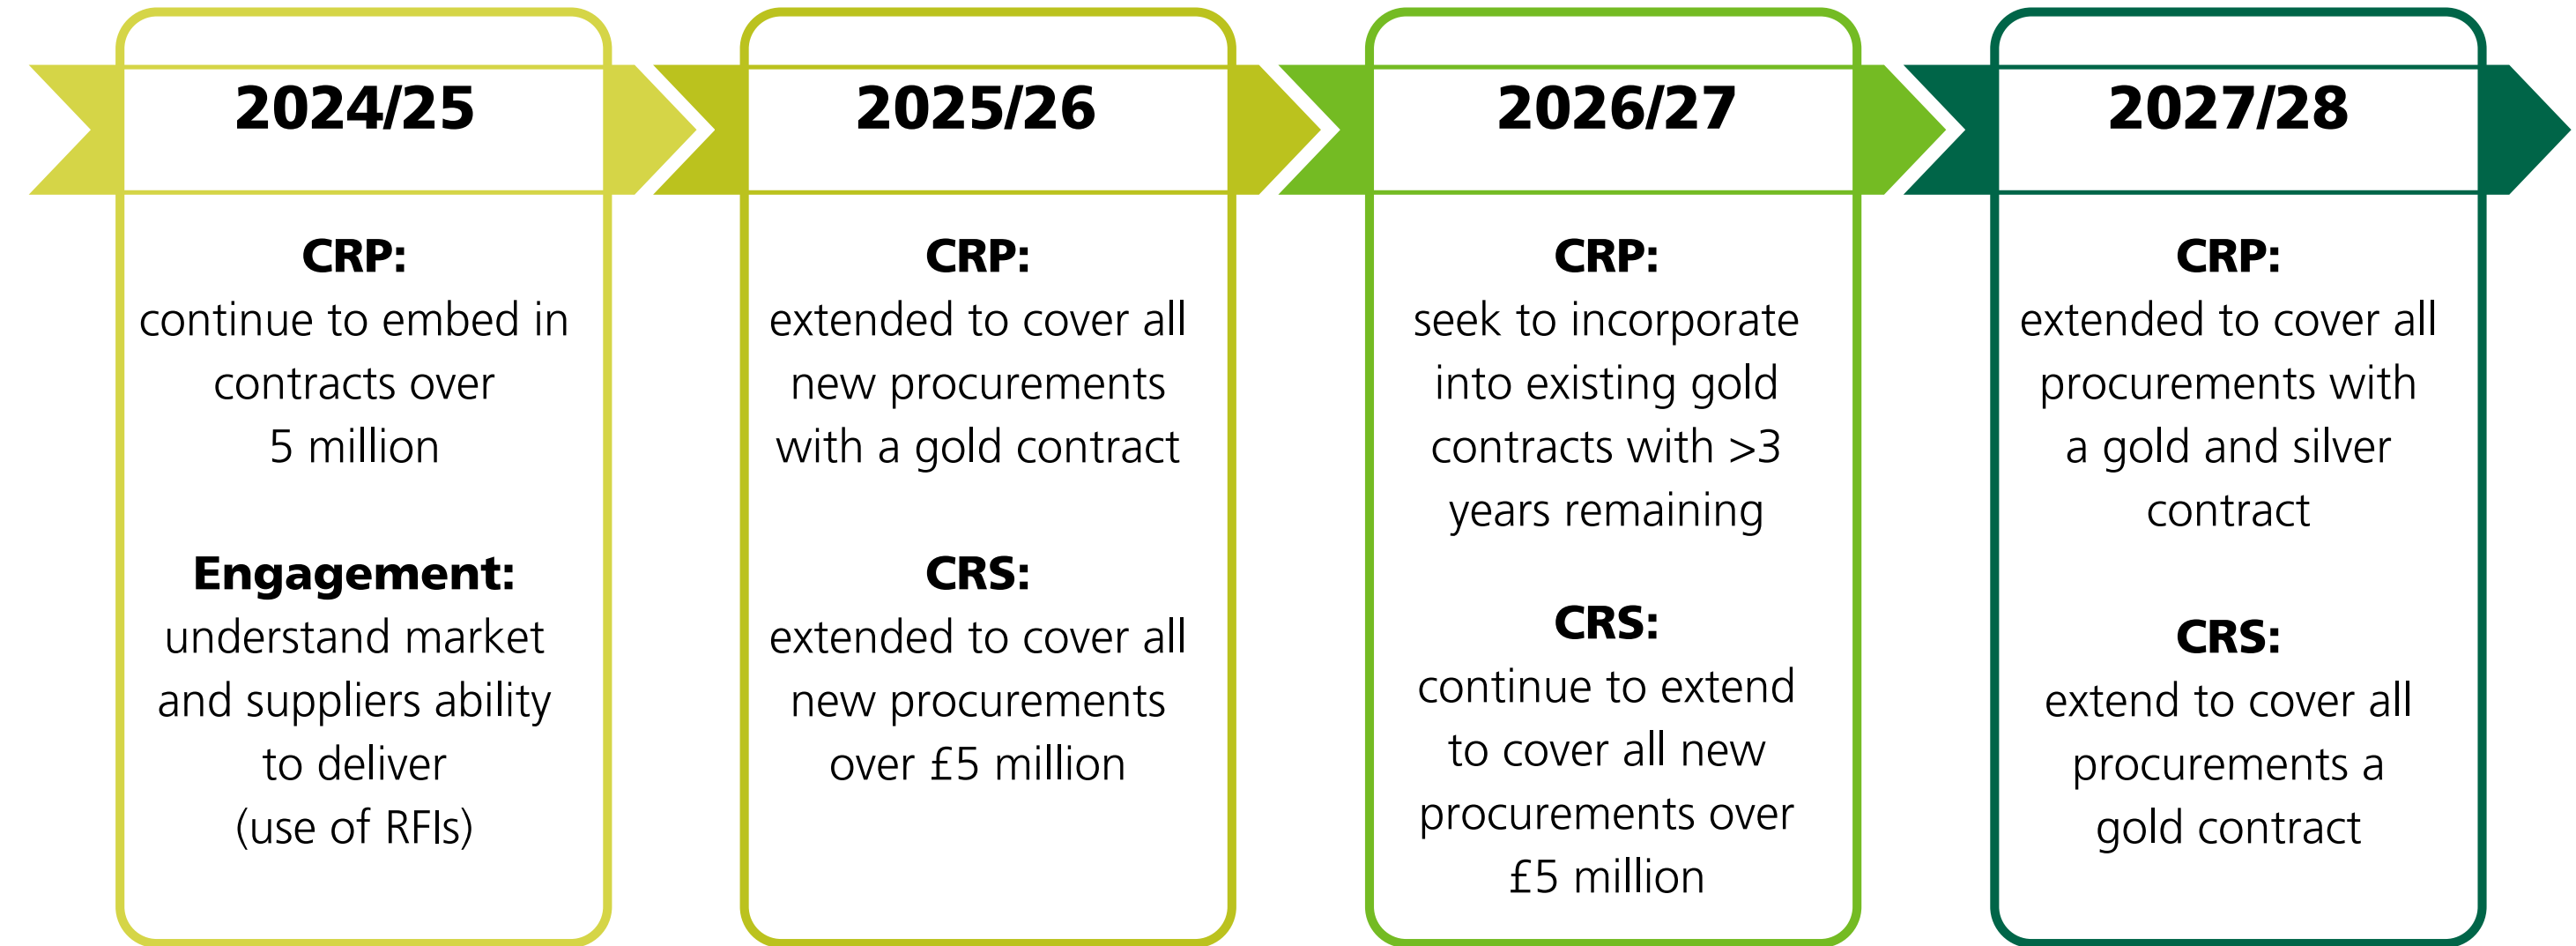 2024/25
CRP:
continue to embed in
contracts over
5 million
Engagement:
understand market
and suppliers ability
to deliver
(use of RFIs)
2025/26
CRP:
extended to cover all
new procurements
with a gold contract
CRS:
extended to cover all
new procurements
over £5 million
2026/27
CRP:
seek to incorporate
into existing gold
contracts with >3
years remaining
CRS:
continue to extend
to cover all new
procurements over
£5 million
2027/28
CRP:
extended to cover all
procurements with
a gold and silver
contract
CRS:
extend to cover all
procurements a
gold contract